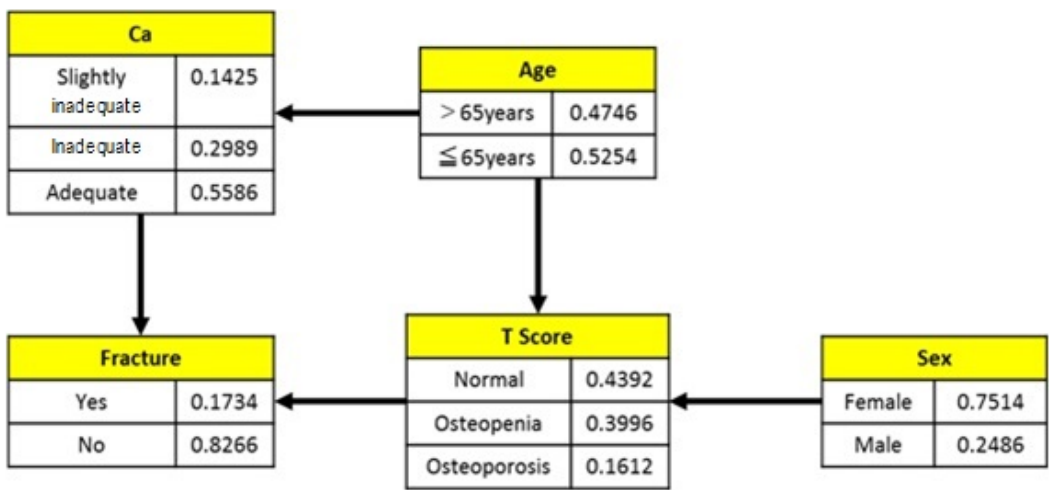 Ca
Slightly
inadequate
0.1425
Inadequate 0.2989
Adequate 0.5586
Age
>65years 0.4746
≦65years 0.5254
Fracture
Yes 0.1734
No 0.8266
T Score
Normal 0.4392
Osteopenia 0.3996
Osteoporosis 0.1612
Sex
Female 0.7514
Male 0.2486